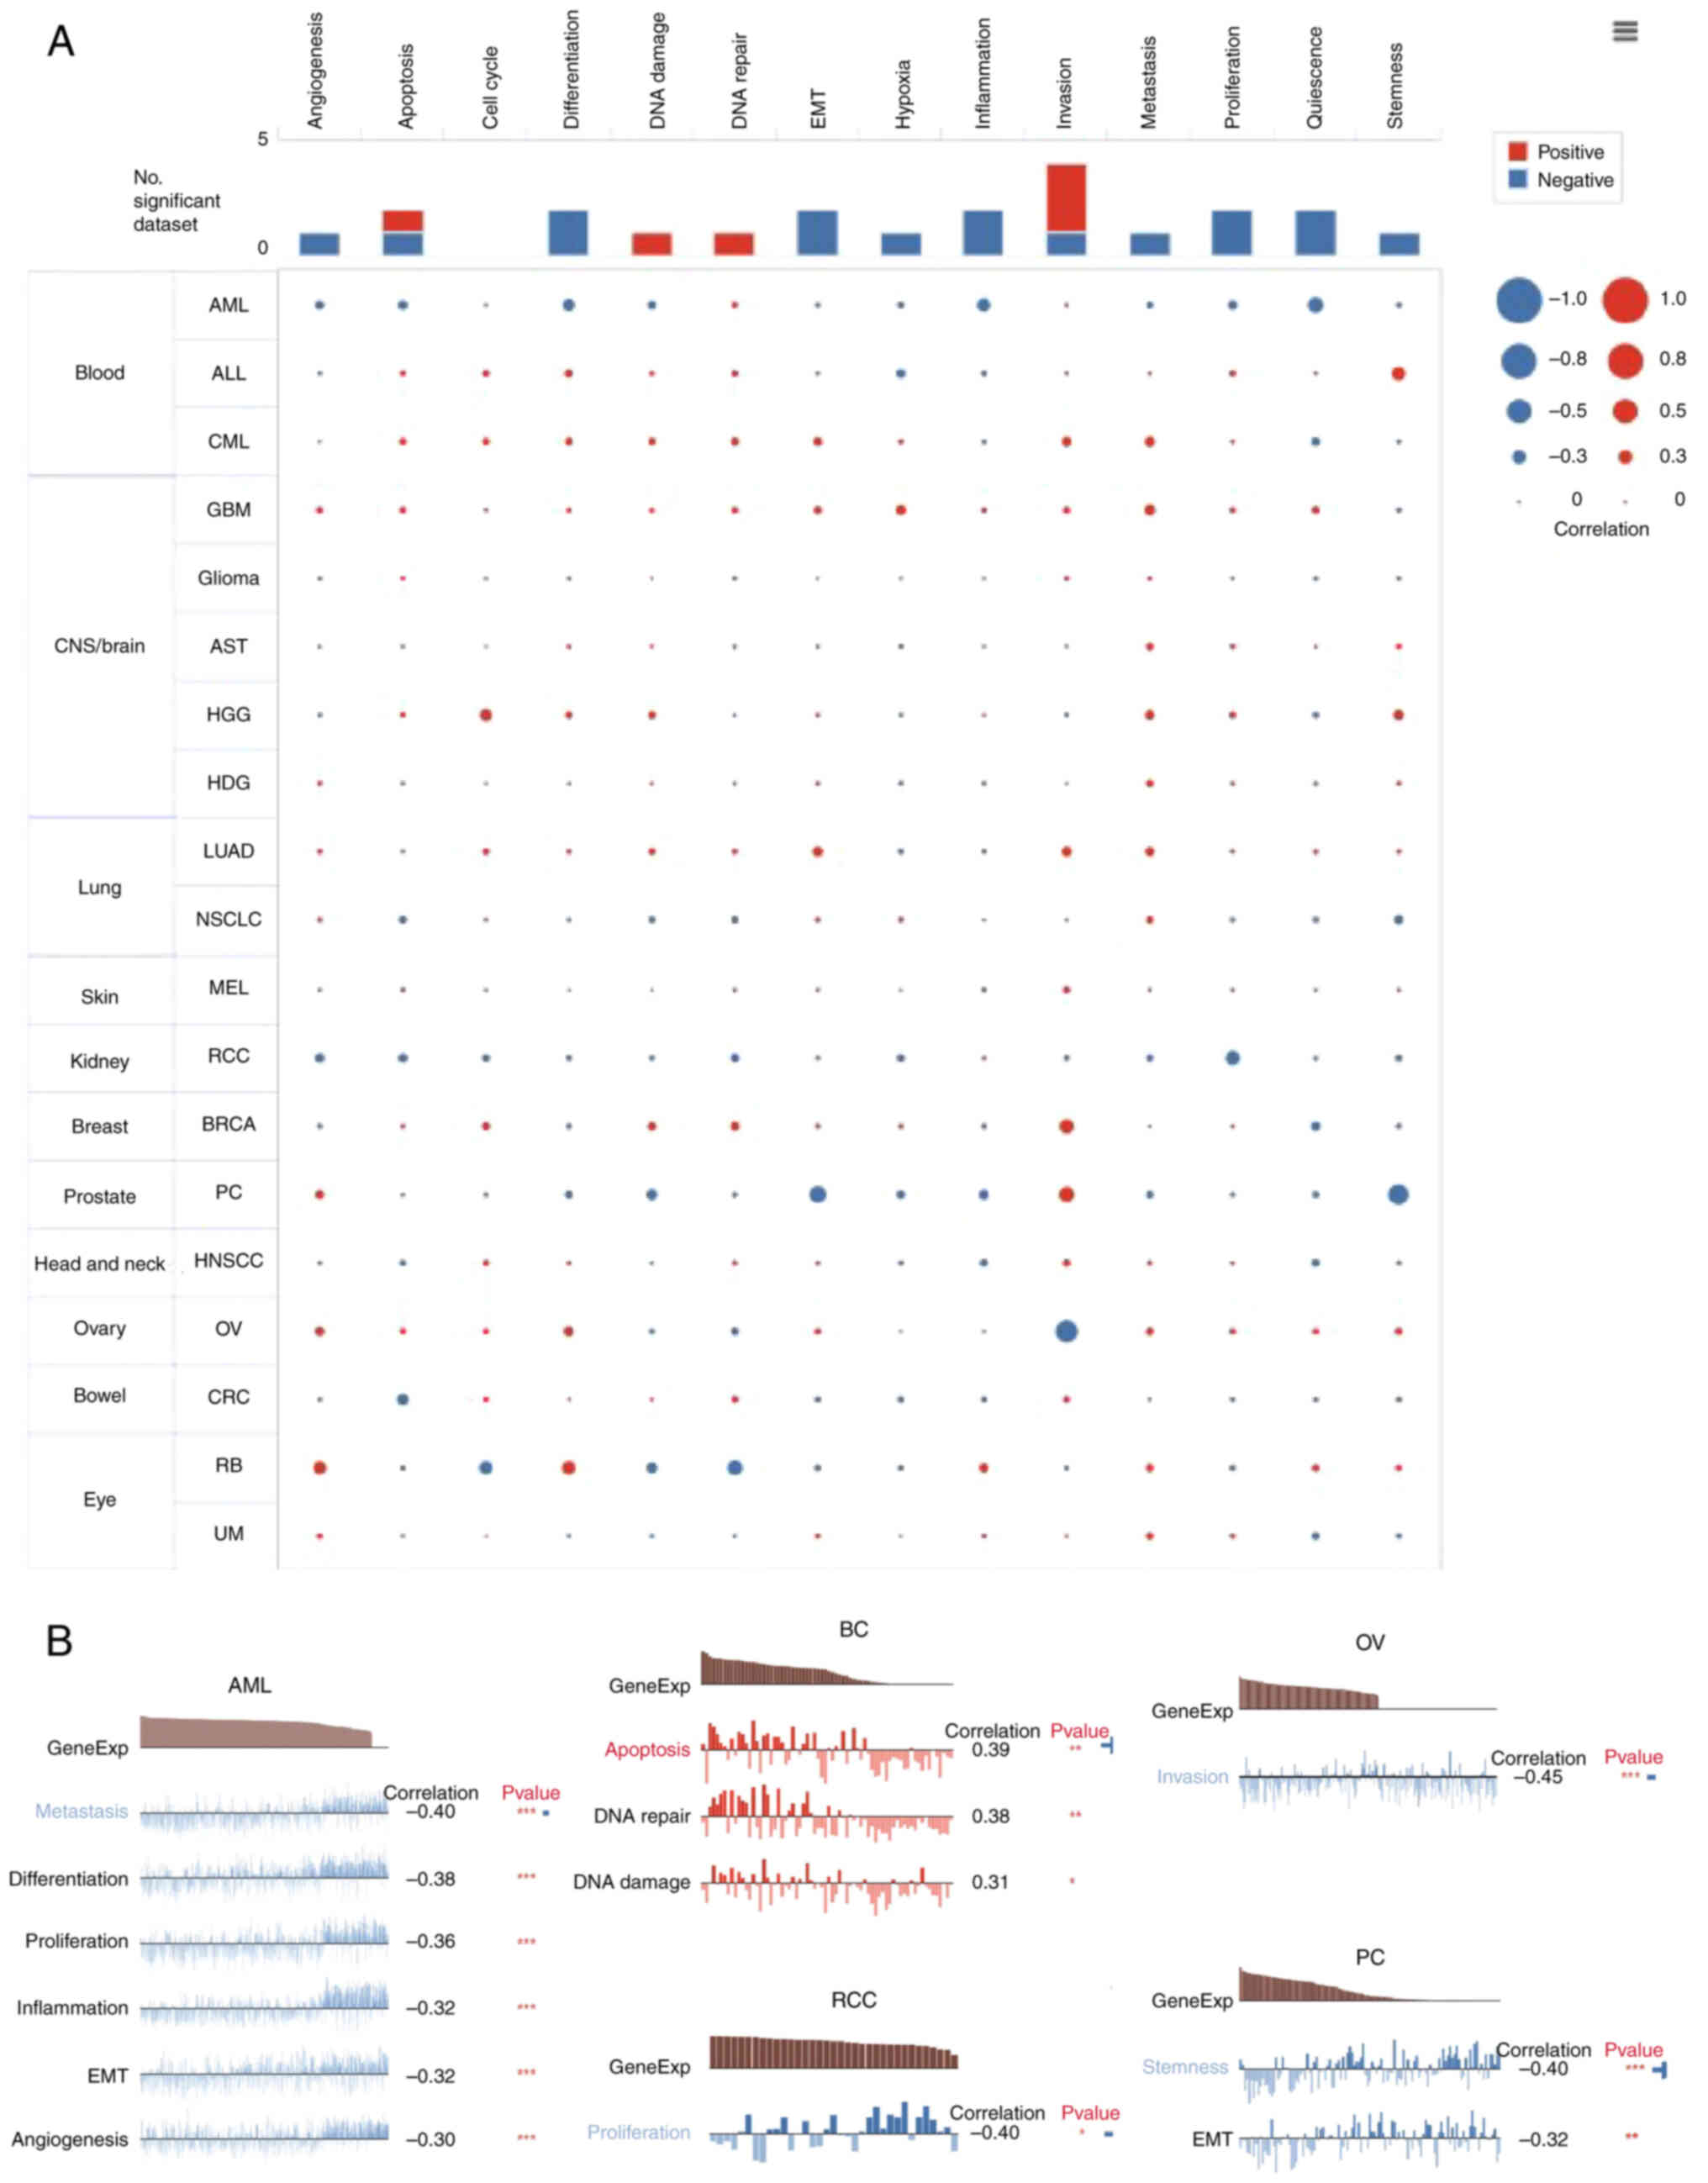 A
Angiogenesis
Apoptosis
Cell cycle
Differentiation
DNA damage
DNA repair
EMT
Hypoxia
Inflammation
Invasion
Metastasis
Proliferation
Quiescence
Stemness
5
No.
significant
dataset
0
Positive
Negative
−1.0 1.0
−0.8 0.8
−0.5 0.5
−0.3 0.3
0 0
Correlation
Blood
AML
ALL
CML
CNS/brain
GBM
Glioma
AST
HGG
HDG
Lung
LUAD
NSCLC
Skin
MEL
Kidney
RCC
Breast
BRCA
Prostate
PC
Head and neck
HNSCC
Ovary
OV
Bowel
CRC
Eye
RB
UM
B
AML
GeneExp
Correlation Pvalue
Metastasis −0.40 ***
Differentiation −0.38 ***
Proliferation −0.36 ***
Inflammation −0.32 ***
EMT −0.32 ***
Angiogenesis −0.30 ***
BC
GeneExp
Correlation Pvalue
Apoptosis 0.39 **
DNA repair 0.38 **
DNA damage 0.31 *
RCC
GeneExp
Correlation Pvalue
Proliferation −0.40 *
OV
GeneExp
Correlation Pvalue
Invasion −0.45 ***
PC
GeneExp
Correlation Pvalue
Stemness −0.40 ***
EMT −0.32 **